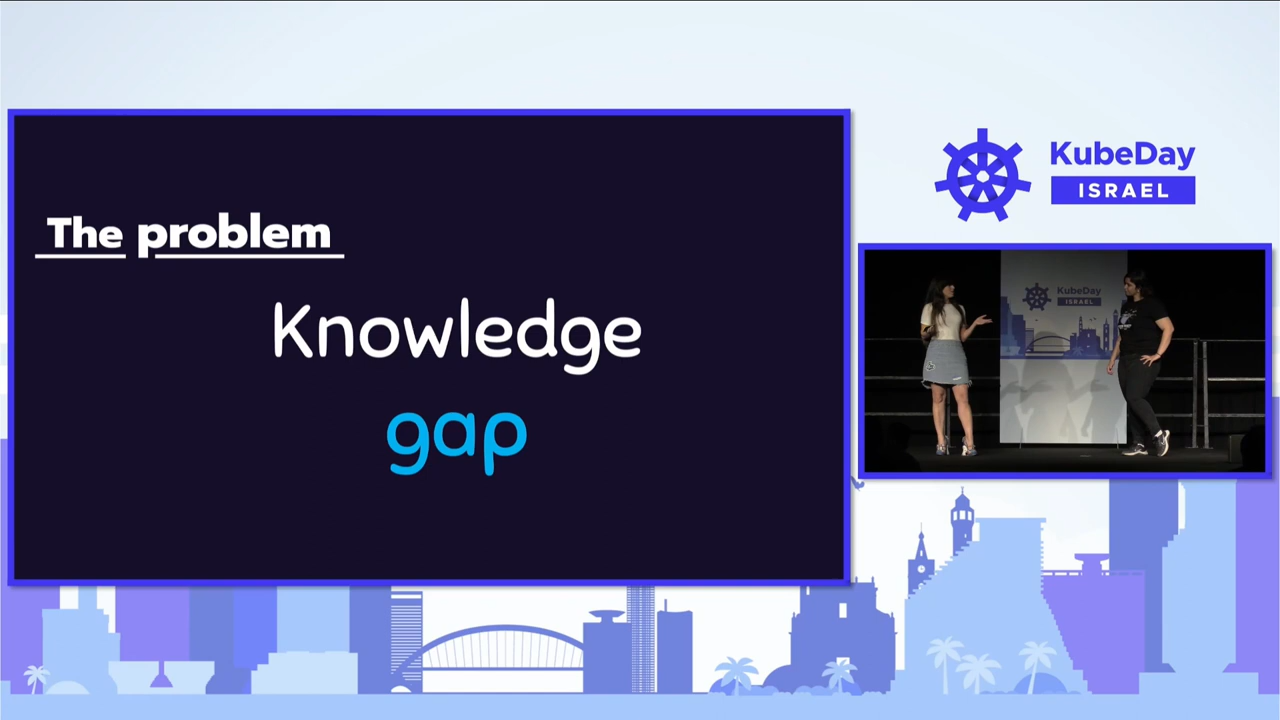 The problem
Knowledge
gap
KubeDay
ISRAEL
KubeDay
ISRAEL